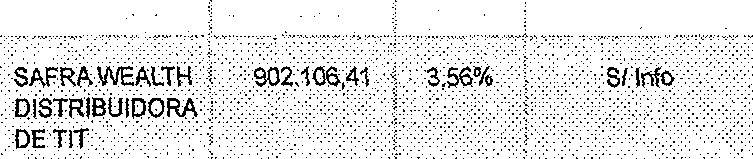 SAFRA WEALTH 902,106,41 3,56% S/ Info
DISTRIBUIDORA
DE TIT